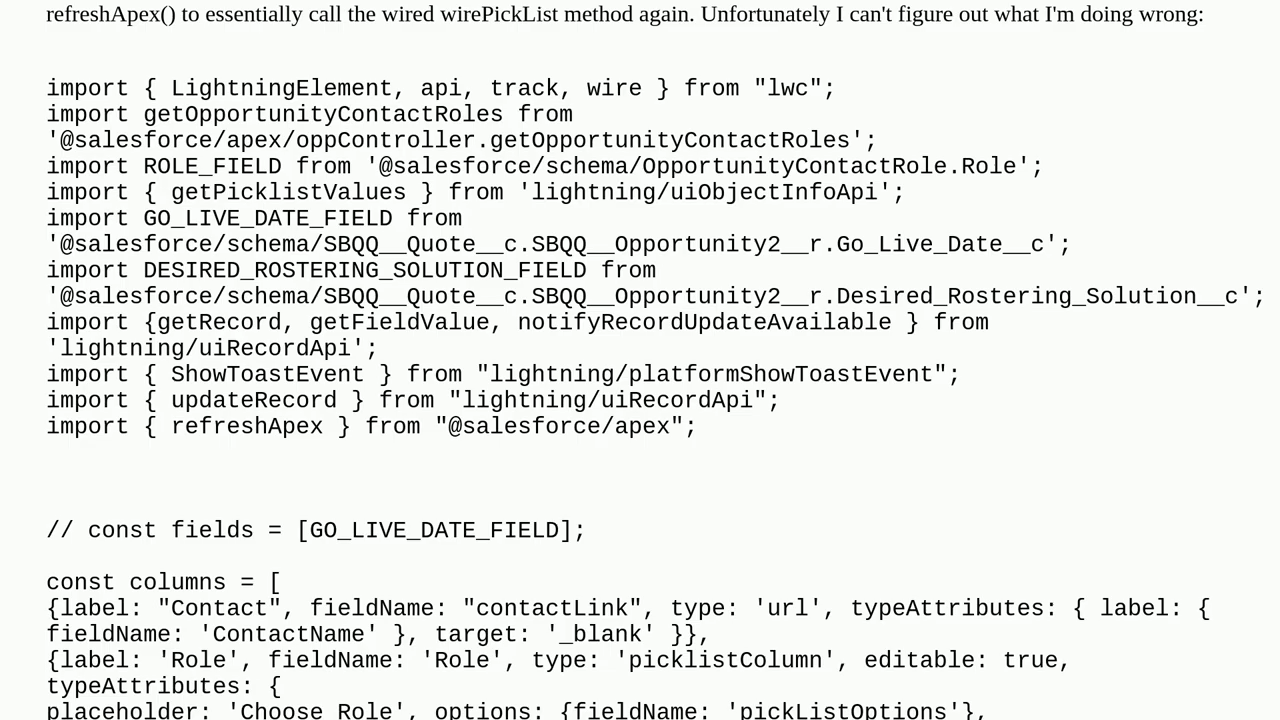 refreshApex() to essentially call the wired wirePickList method again. Unfortunately I can't figure out what I'm doing wrong:
import { LightningElement, api, track, wire } from "lwc";
import getOpportunityContactRoles from
'@salesforce/apex/oppController.getOpportunityContactRoles';
import ROLE_FIELD from '@salesforce/schema/OpportunityContactRole.Role';
import { getPicklistValues } from 'lightning/uiObjectInfoApi';
import GO_LIVE_DATE_FIELD from
'@salesforce/schema/SBQQ__Quote__c.SBQQ__Opportunity2__r.Go_Live_Date__c';
import DESIRED_ROSTERING_SOLUTION_FIELD from
'@salesforce/schema/SBQQ__Quote__c.SBQQ__Opportunity2__r.Desired_Rostering_Solution__c';
import {getRecord, getFieldValue, notifyRecordUpdateAvailable } from
'lightning/uiRecordApi';
import { ShowToastEvent } from "lightning/platformShowToastEvent";
import { updateRecord } from "lightning/uiRecordApi";
import { refreshApex } from "@salesforce/apex";
// const fields = [GO_LIVE_DATE_FIELD];
const columns = [
{label: "Contact", fieldName: "contactLink", type: 'url', typeAttributes: { label: {
fieldName: 'ContactName' }, target: '_blank' }},
{label: 'Role', fieldName: 'Role', type: 'picklistColumn', editable: true,
typeAttributes: {
placeholder: 'Choose Role', options: {fieldName: 'pickListOptions'},